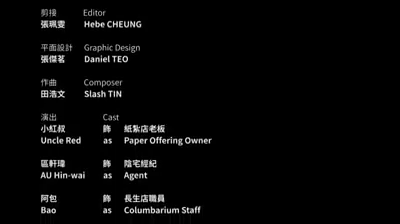 剪接 Editor
張珮雯 Hebe CHEUNG
平面設計 Graphic Design
張傑茗 Daniel TEO
作曲 Composer
田浩文 Slash TIN
演出 Cast
小紅叔 飾 紙紮店老板
Uncle Red as Paper Offering Owner
區軒瑋 飾 陰宅經紀
AU Hin-wai as Agent
阿包 飾 長生店職員
Bao as Columbarium Staff